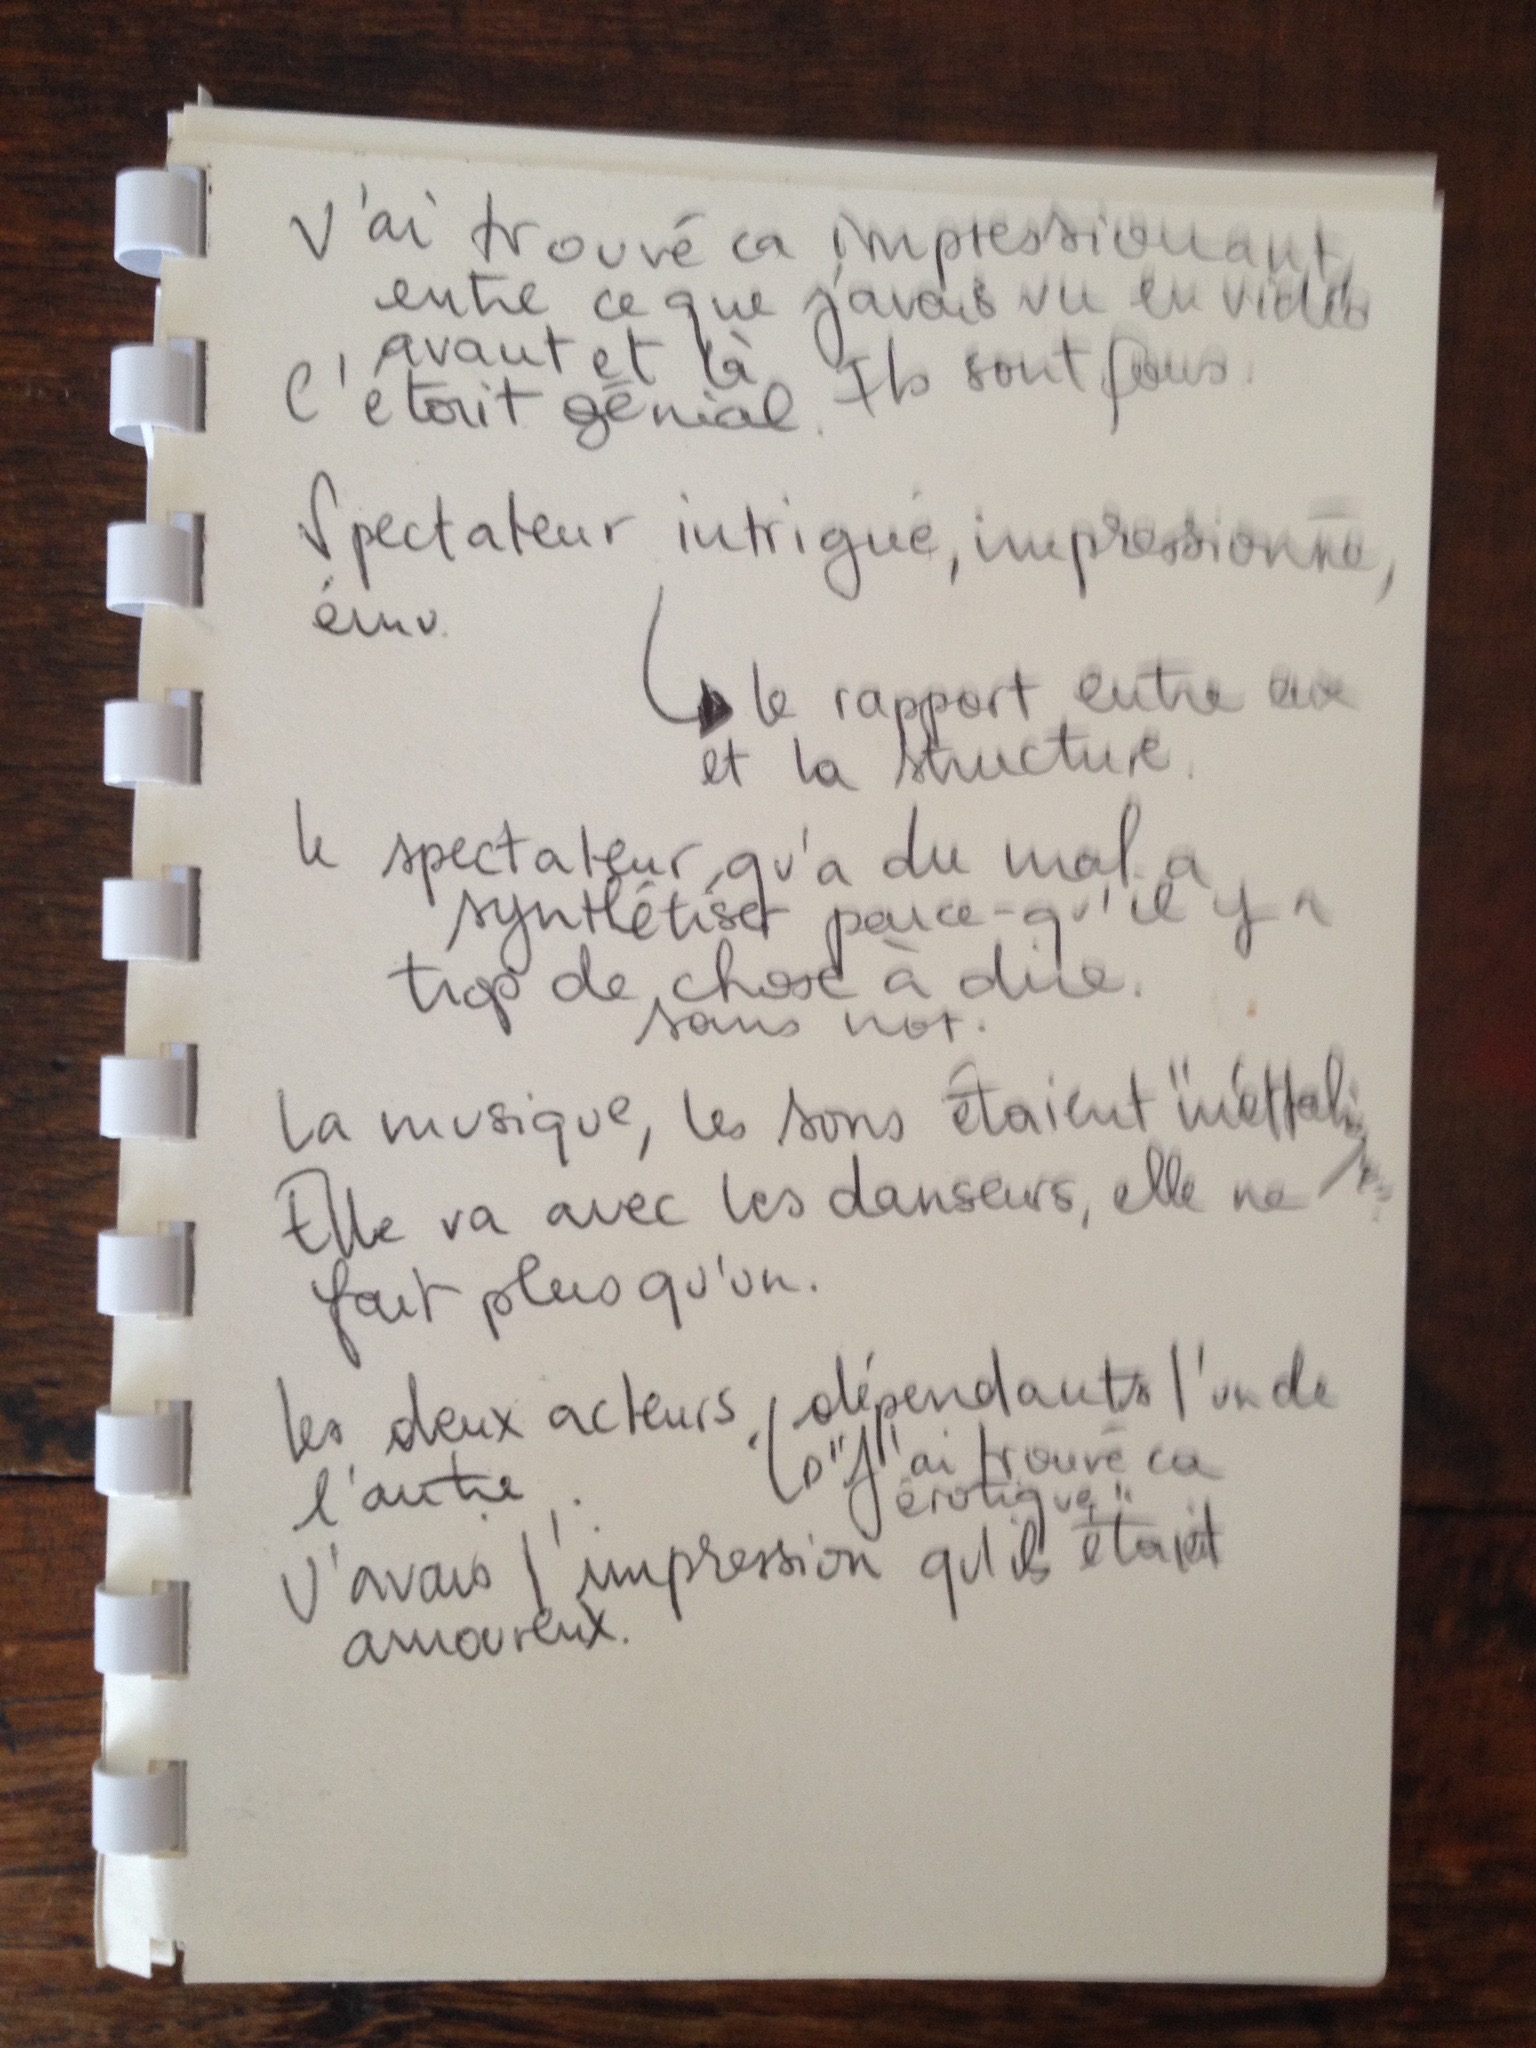 J'ai trouvé ca impressionant,
entre ce que j'avais vu en vidéo
avant et là
C'était génial. Ils sont fous.
Spectateur intrigué, impressionné,
ému.
le rapport entre eux
et la structure.
le spectateur qu'a du mal a
synthétiser parce-qu'il y a
trop de chose à dire.
sans mot.
La musique, les sons étaient "méttali
Elle va avec les danseurs, elle ne
fait plus qu'un.
les deux acteurs, dépendants l'un de
l'autre.
"J'ai trouvé ca
érotique"
J'avais l'impression qu'ils étaient
amoureux.